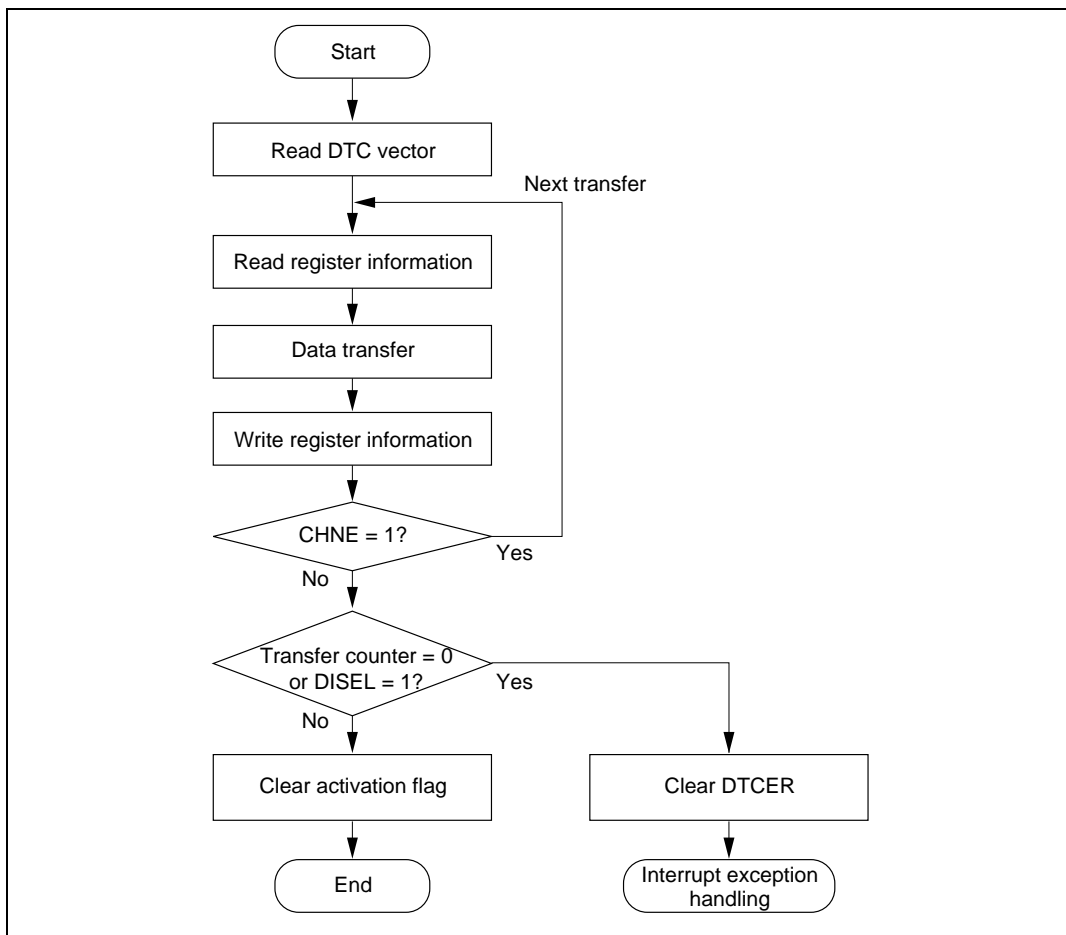 Start
Read DTC vector
Next transfer
Read register information
Data transfer
Write register information
CHNE = 1?
Yes
No
Transfer counter = 0
or DISEL = 1?
Yes
No
Clear activation flag
Clear DTCER
End
Interrupt exception
handling